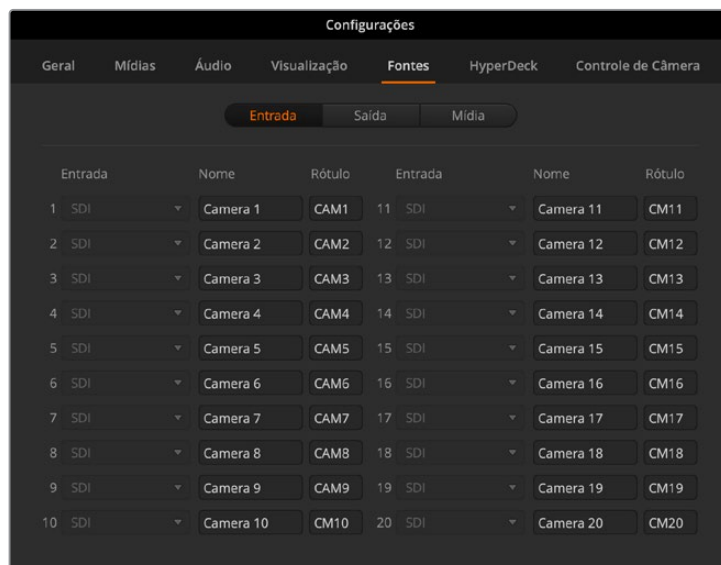 Configurações
Geral Mídias Áudio Visualização Fontes HyperDeck Controle de Câmera
Entrada Saída Mídia
Entrada Nome Rótulo Entrada Nome Rótulo
1 SDI Camera 1 CAM1 11 SDI Camera 11 CM11
2 SDI Camera 2 CAM2 12 SDI Camera 12 CM12
3 SDI Camera 3 CAM3 13 SDI Camera 13 CM13
4 SDI Camera 4 CAM4 14 SDI Camera 14 CM14
5 SDI Camera 5 CAM5 15 SDI Camera 15 CM15
6 SDI Camera 6 CAM6 16 SDI Camera 16 CM16
7 SDI Camera 7 CAM7 17 SDI Camera 17 CM17
8 SDI Camera 8 CAM8 18 SDI Camera 18 CM18
9 SDI Camera 9 CAM9 19 SDI Camera 19 CM19
10 SDI Camera 10 CM10 20 SDI Camera 20 CM20